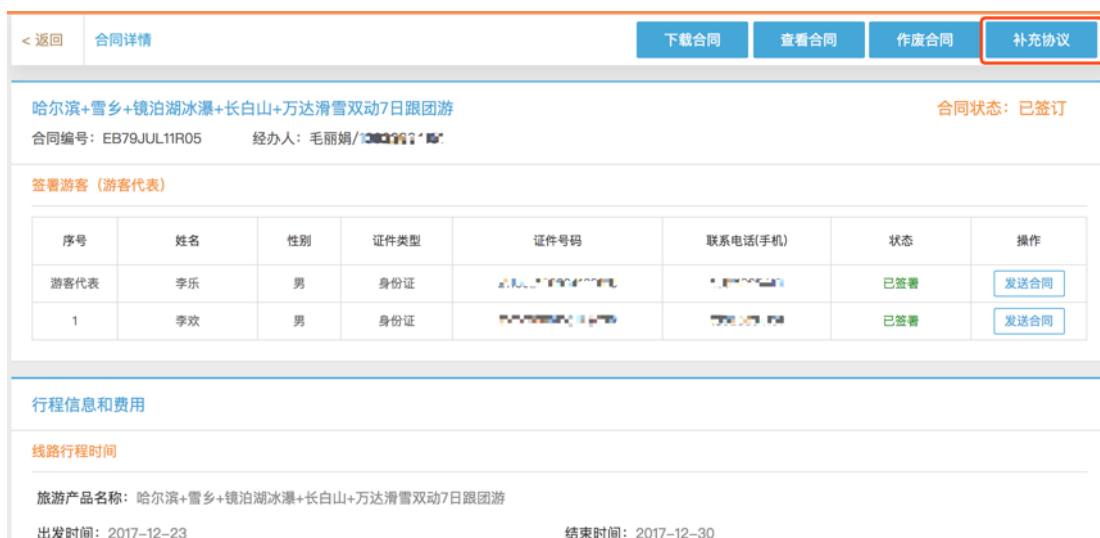 < 返回 合同详情 下载合同 查看合同 作废合同 补充协议
哈尔滨+雪乡+镜泊湖冰瀑+长白山+万达滑雪双动7日跟团游 合同状态：已签订
合同编号：EB79JUL11R05 经办人：毛丽娟/
签署游客（游客代表）
序号 姓名 性别 证件类型 证件号码 联系电话(手机) 状态 操作
游客代表 李乐 男 身份证 已签署 发送合同
1 李欢 男 身份证 已签署 发送合同
行程信息和费用
线路行程时间
旅游产品名称：哈尔滨+雪乡+镜泊湖冰瀑+长白山+万达滑雪双动7日跟团游
出发时间：2017-12-23 结束时间：2017-12-30